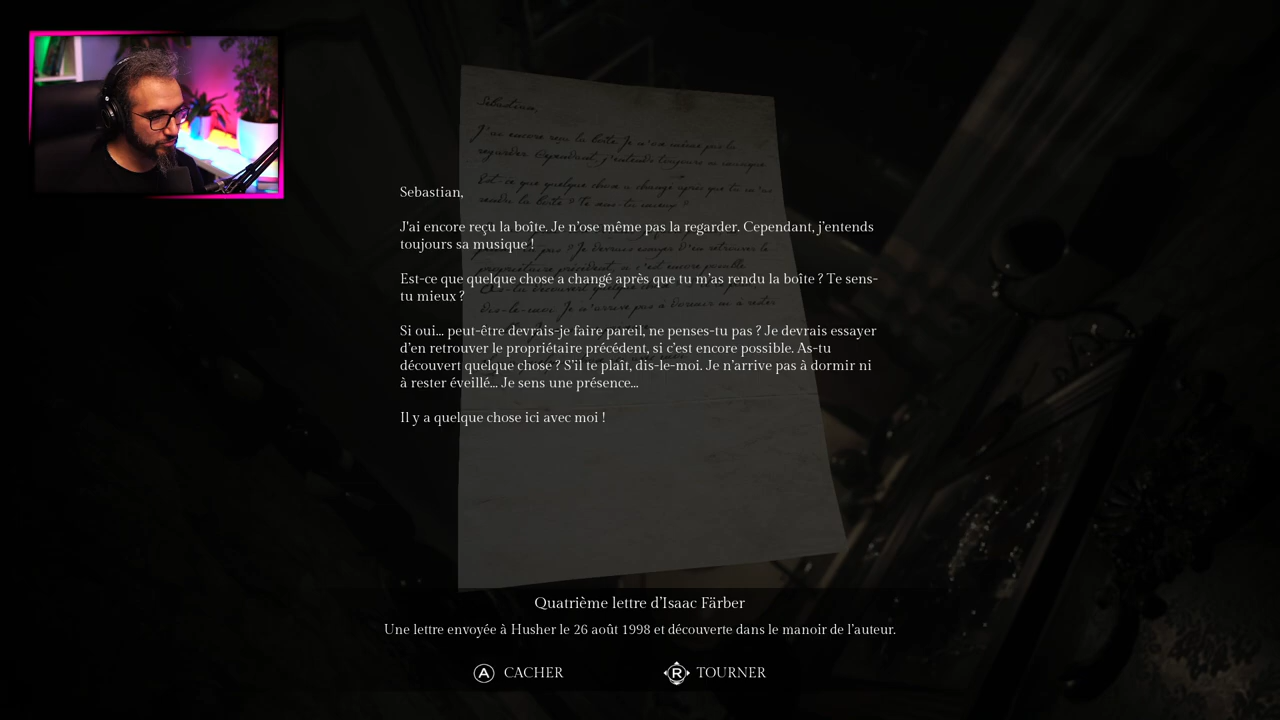 Sebastian,
J'ai encore reçu la boîte. Je n'ose même pas la regarder. Cependant, j'entends
toujours sa musique !
Est-ce que quelque chose a changé après que tu m'as rendu la boîte ? Te sens-
tu mieux ?
Si oui... peut-être devrais-je faire pareil, ne penses-tu pas ? Je devrais essayer
d'en retrouver le propriétaire précédent, si c'est encore possible. As-tu
découvert quelque chose ? S'il te plaît, dis-le-moi. Je n'arrive pas à dormir ni
à rester éveillé... Je sens une présence...
Il y a quelque chose ici avec moi !
Quatrième lettre d'Isaac Färber
Une lettre envoyée à Husher le 26 août 1998 et découverte dans le manoir de l'auteur.
A CACHER
R TOURNER